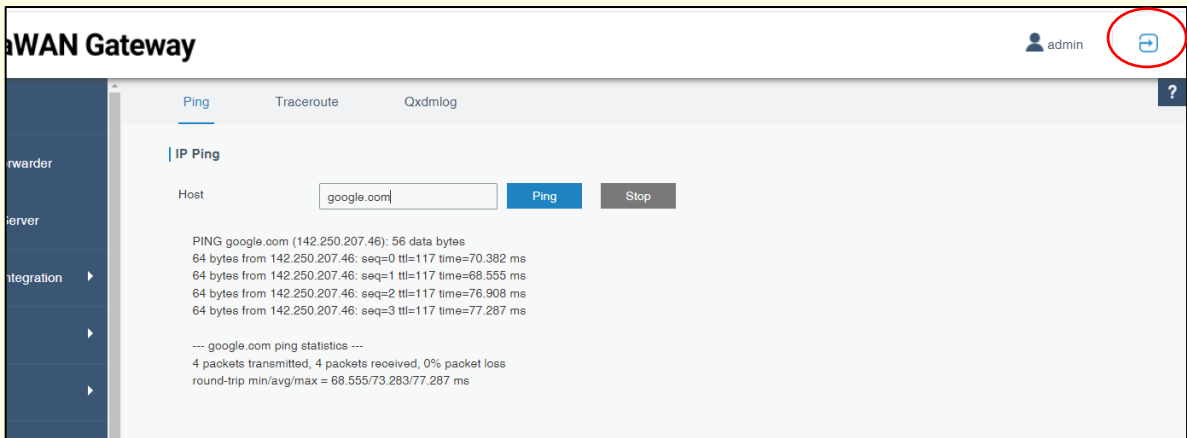 aWAN Gateway
admin
?
Ping Traceroute Qxdmlog
IP Ping
rwarder
Host google.com Ping Stop
Server
ntegration
PING google.com (142.250.207.46): 56 data bytes
64 bytes from 142.250.207.46: seq=0 ttl=117 time=70.382 ms
64 bytes from 142.250.207.46: seq=1 ttl=117 time=68.555 ms
64 bytes from 142.250.207.46: seq=2 ttl=117 time=76.908 ms
64 bytes from 142.250.207.46: seq=3 ttl=117 time=77.287 ms
--- google.com ping statistics ---
4 packets transmitted, 4 packets received, 0% packet loss
round-trip min/avg/max = 68.555/73.283/77.287 ms